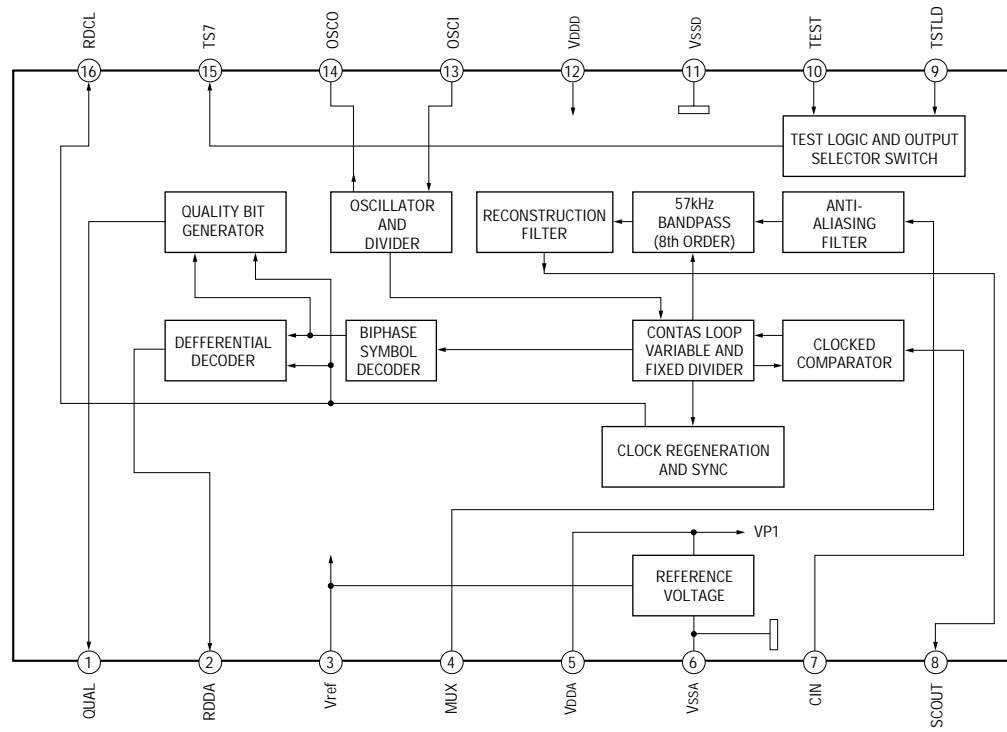 RDCL
TS7
OSCO
OSCI
VDDD
VSSD
TEST
TSTLD
16
15
14
13
12
11
10
9
TEST LOGIC AND OUTPUT
SELECTOR SWITCH
QUALITY BIT
GENERATOR
OSCILLATOR
AND
DIVIDER
RECONSTRUCTION
FILTER
57kHz
BANDPASS
(8th ORDER)
ANTI-
ALIASING
FILTER
DEFFERENTIAL
DECODER
BIPHASE
SYMBOL
DECODER
CONTAS LOOP
VARIABLE AND
FIXED DIVIDER
CLOCKED
COMPARATOR
CLOCK REGENERATION
AND SYNC
VP1
REFERENCE
VOLTAGE
1
2
3
4
5
6
7
8
QUAL
RDDA
Vref
MUX
VDDA
VSSA
CIN
SCOUT